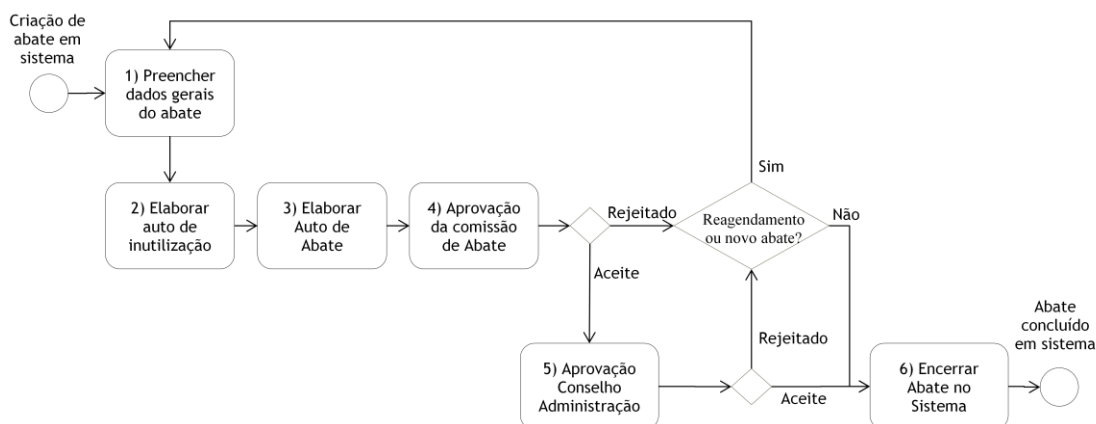 Criação de
abate em
sistema
1) Preencher
dados gerais
do abate
Sim
2) Elaborar
auto de
inutilização
3) Elaborar
Auto de
Abate
4) Aprovação
da comissão
de Abate
Rejeitado
Reagendamento
ou novo abate?
Não
Aceite
Rejeitado
5) Aprovação
Conselho
Administração
Aceite
6) Encerrar
Abate no
Sistema
Abate
concluído
em sistema